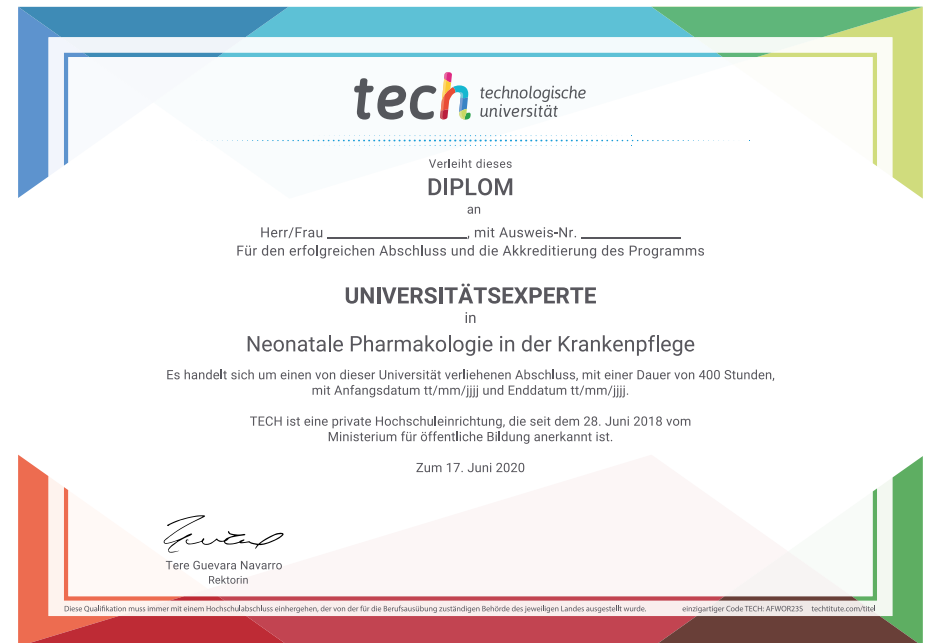 tech technologische
universität
Verleiht dieses
DIPLOM
an
Herr/Frau ____________________, mit Ausweis-Nr. ______________
Für den erfolgreichen Abschluss und die Akkreditierung des Programms
UNIVERSITÄTSEXPERTE
in
Neonatale Pharmakologie in der Krankenpflege
Es handelt sich um einen von dieser Universität verliehenen Abschluss, mit einer Dauer von 400 Stunden,
mit Anfangsdatum tt/mm/jjjj und Enddatum tt/mm/jjjj.
TECH ist eine private Hochschuleinrichtung, die seit dem 28. Juni 2018 vom
Ministerium für öffentliche Bildung anerkannt ist.
Zum 17. Juni 2020
Tere Guevara Navarro
Rektorin
Diese Qualifikation muss immer mit einem Hochschulabschluss einhergehen, der von der für die Berufsausübung zuständigen Behörde des jeweiligen Landes ausgestellt wurde. einzigartiger Code TECH: AFWOR23S techtitute.com/titel